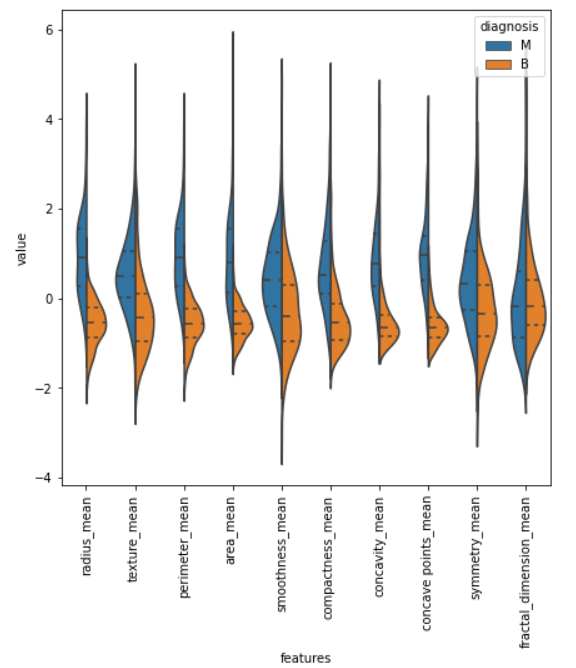 diagnosis
M
B
6
4
2
0
−2
−4
value
radius_mean
texture_mean
perimeter_mean
area_mean
smoothness_mean
compactness_mean
concavity_mean
concave points_mean
symmetry_mean
fractal_dimension_mean
features